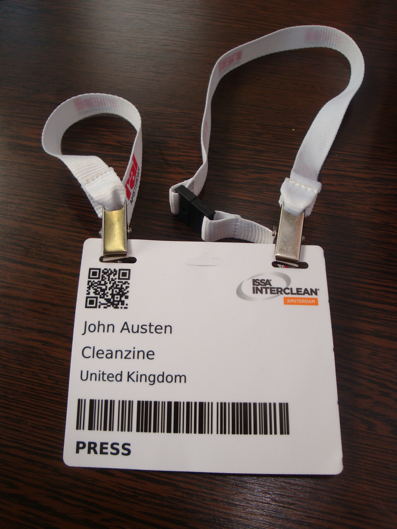 ISSA
INTERCLEAN
AMSTERDAM
John Austen
Cleanzine
United Kingdom
PRESS